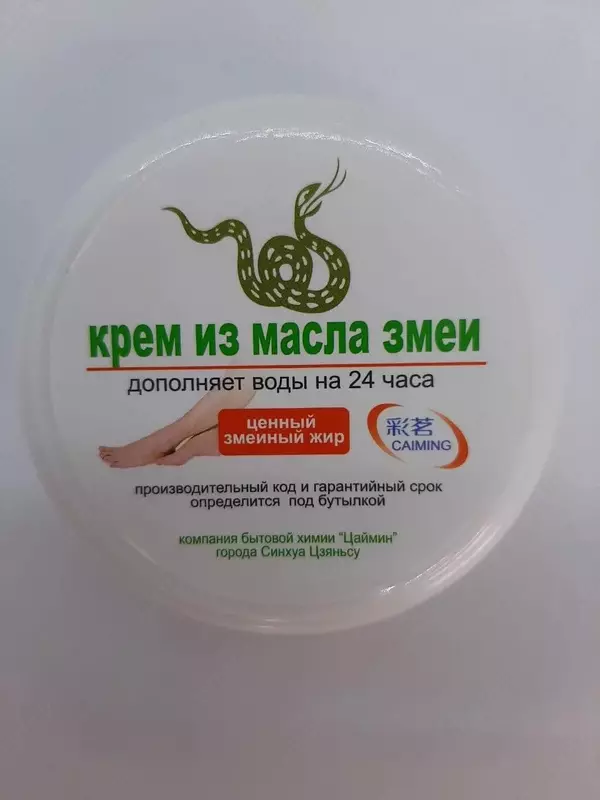 крем из масла змеи
дополняет воды на 24 часа
ценный
змеиный жир
彩茗
CAIMING
производительный код и гарантийный срок
определится под бутылкой
компания бытовой химии "Цаймин"
города Синхуа Цзяньсу